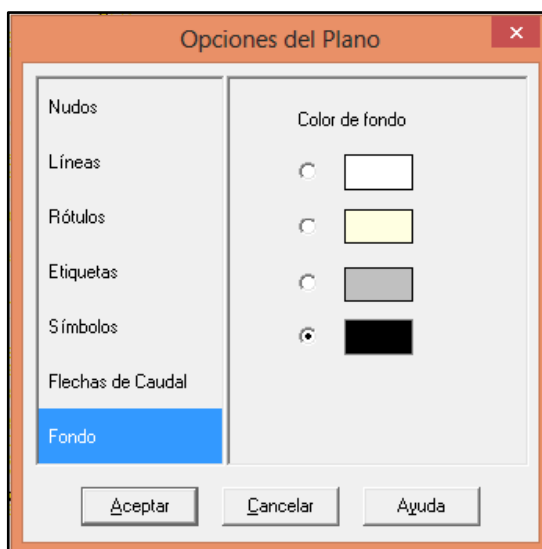 Opciones del Plano
Nudos
Líneas
Rótulos
Etiquetas
Símbolos
Flechas de Caudal
Fondo
Color de fondo
Aceptar
Cancelar
Ayuda